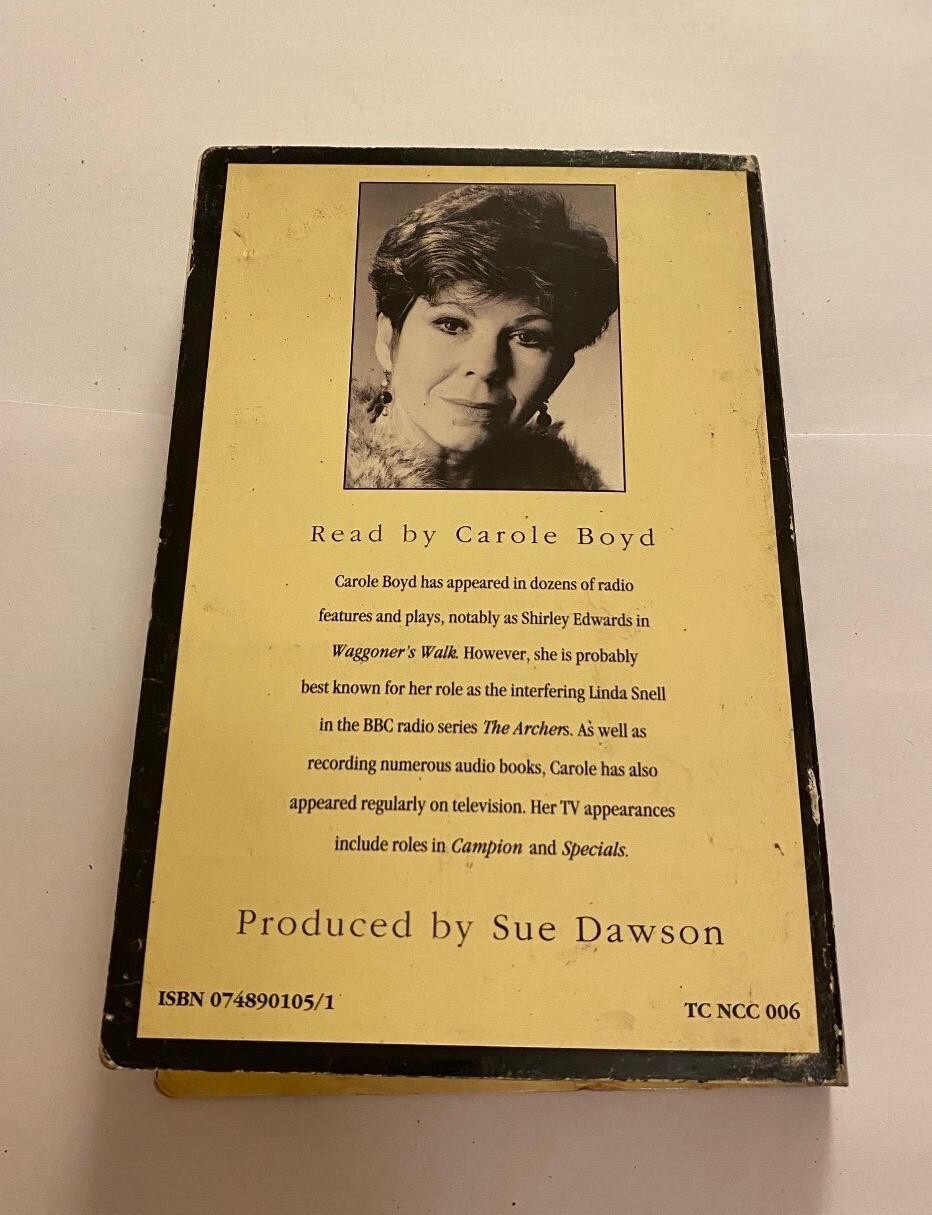 Read by Carole Boyd
Carole Boyd has appeared in dozens of radio
features and plays, notably as Shirley Edwards in
Waggoner's Walk. However, she is probably
best known for her role as the interfering Linda Snell
in the BBC radio series The Archers. As well as
recording numerous audio books, Carole has also
appeared regularly on television. Her TV appearances
include roles in Campion and Specials.
Produced by Sue Dawson
ISBN 074890105/1
TC NCC 006